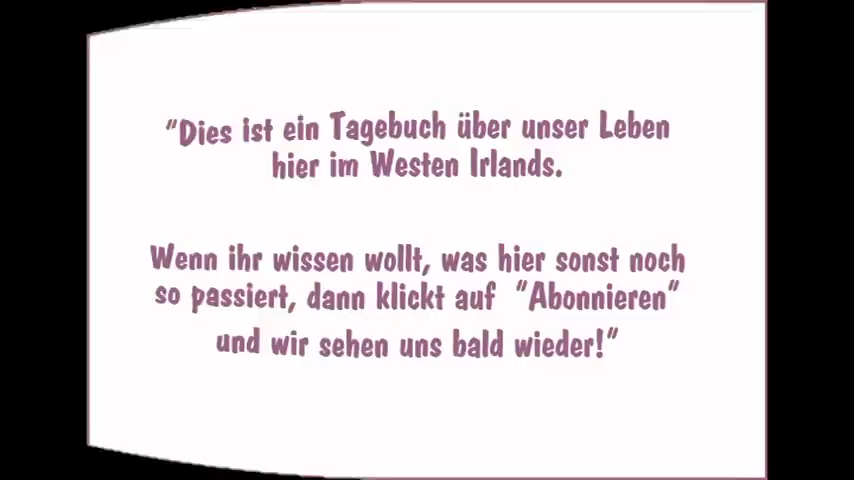 "Dies ist ein Tagebuch über unser Leben
hier im Westen Irlands.
Wenn ihr wissen wollt, was hier sonst noch
so passiert, dann klickt auf "Abonnieren"
und wir sehen uns bald wieder!"